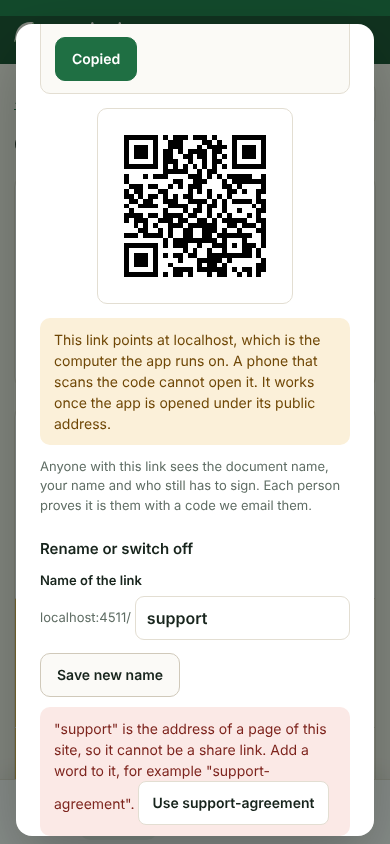 Copied
This link points at localhost, which is the
computer the app runs on. A phone that
scans the code cannot open it. It works
once the app is opened under its public
address.
Anyone with this link sees the document name,
your name and who still has to sign. Each person
proves it is them with a code we email them.
Rename or switch off
Name of the link
localhost:4511/ support
Save new name
"support" is the address of a page of this
site, so it cannot be a share link. Add a
word to it, for example "support-
agreement". Use support-agreement